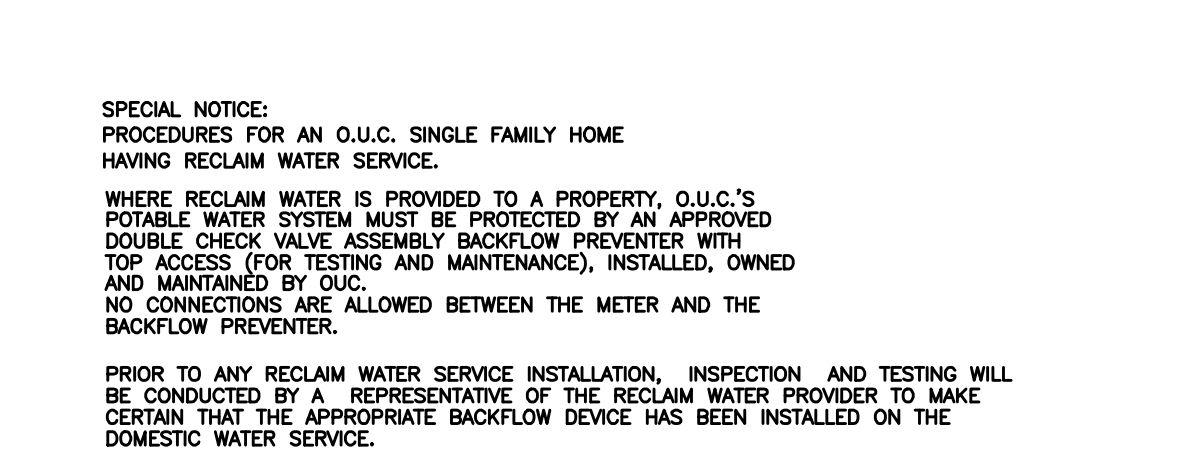 SPECIAL NOTICE:
PROCEDURES FOR AN O.U.C. SINGLE FAMILY HOME
HAVING RECLAIM WATER SERVICE.
WHERE RECLAIM WATER IS PROVIDED TO A PROPERTY, O.U.C.'S
POTABLE WATER SYSTEM MUST BE PROTECTED BY AN APPROVED
DOUBLE CHECK VALVE ASSEMBLY BACKFLOW PREVENTER WITH
TOP ACCESS (FOR TESTING AND MAINTENANCE), INSTALLED, OWNED
AND MAINTAINED BY OUC.
NO CONNECTIONS ARE ALLOWED BETWEEN THE METER AND THE
BACKFLOW PREVENTER.
PRIOR TO ANY RECLAIM WATER SERVICE INSTALLATION, INSPECTION AND TESTING WILL
BE CONDUCTED BY A REPRESENTATIVE OF THE RECLAIM WATER PROVIDER TO MAKE
CERTAIN THAT THE APPROPRIATE BACKFLOW DEVICE HAS BEEN INSTALLED ON THE
DOMESTIC WATER SERVICE.